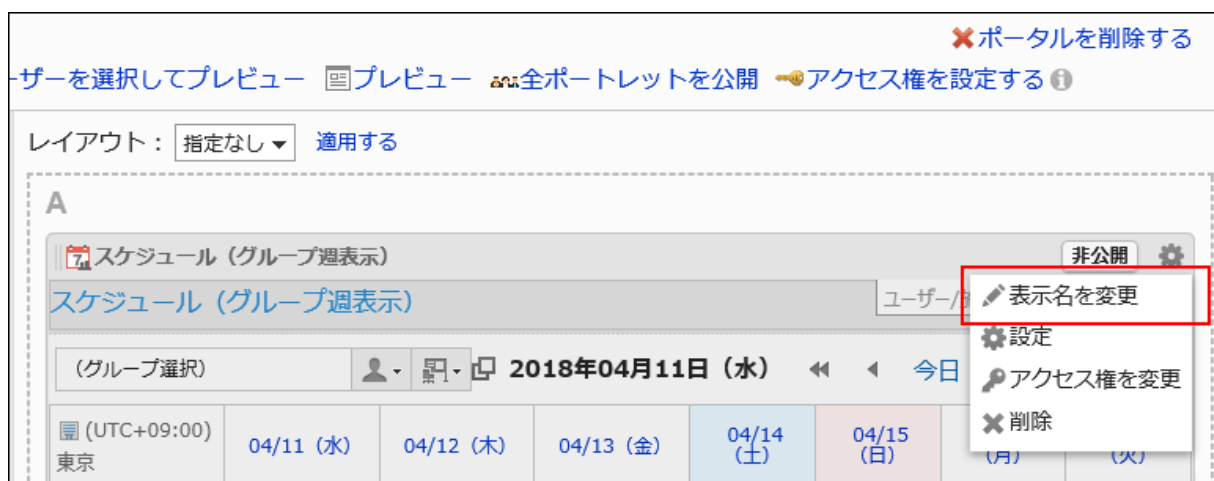 ポータルを削除する
ーザーを選択してプレビュー プレビュー 全ポートレットを公開 アクセス権を設定する
レイアウト： 指定なし 適用する
A
スケジュール（グループ週表示） 非公開
スケジュール（グループ週表示） ユーザー/
表示名を変更
設定
アクセス権を変更
削除
（グループ選択） 2018年04月11日（水） 今日
(UTC+09:00)
東京
04/11（水） 04/12（木） 04/13（金） 04/14
（土） 04/15
（日） （月） （火）